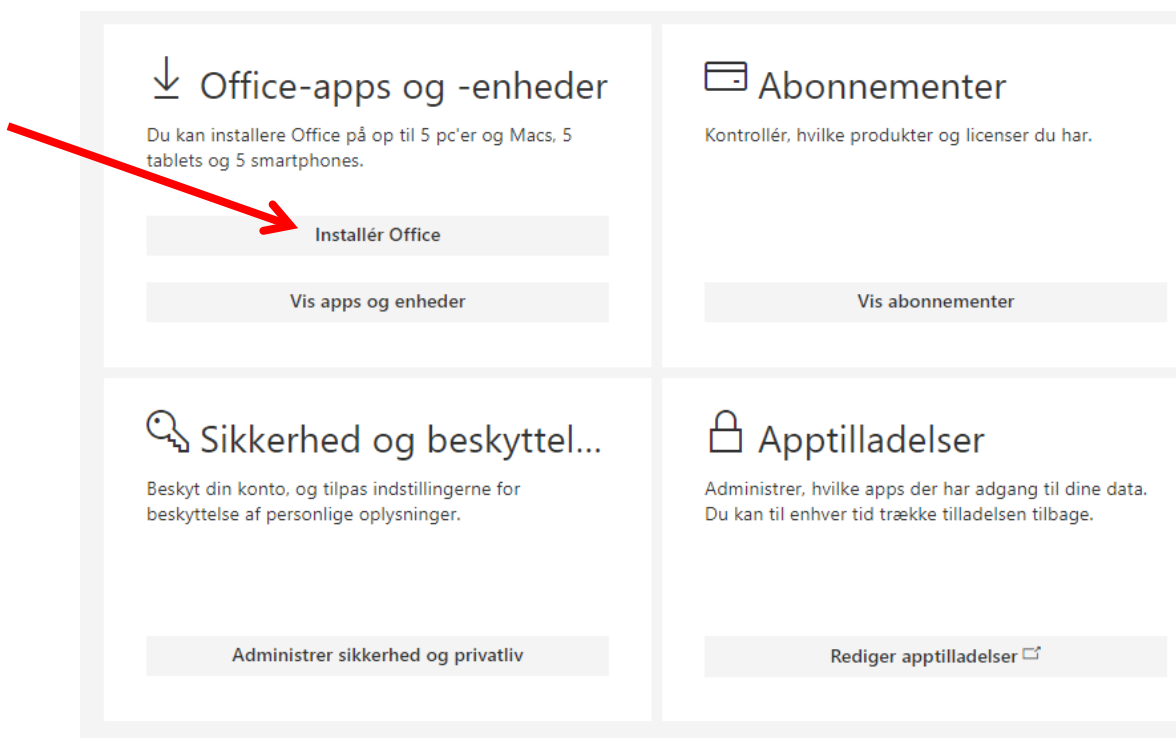 Office-apps og -enheder
Du kan installere Office på op til 5 pc'er og Macs, 5
tablets og 5 smartphones.
Installér Office
Vis apps og enheder
Abonnementer
Kontrollér, hvilke produkter og licenser du har.
Vis abonnementer
Sikkerhed og beskyttel...
Beskyt din konto, og tilpas indstillingerne for
beskyttelse af personlige oplysninger.
Administrer sikkerhed og privatliv
Apptilladelser
Administrer, hvilke apps der har adgang til dine data.
Du kan til enhver tid trække tilladelsen tilbage.
Rediger apptilladelser